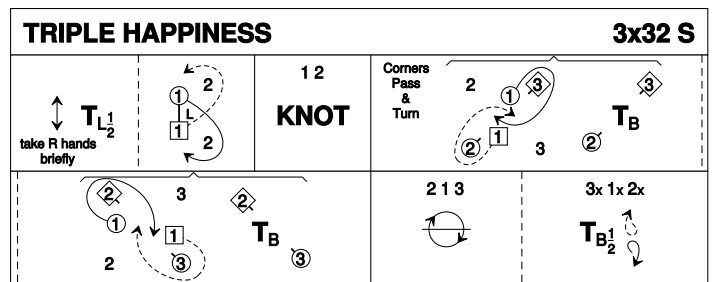 TRIPLE HAPPINESS 3x32 S
T L 1/2
take R hands
briefly
2
1
L
1
2
1 2
KNOT
Corners
Pass
&
Turn
2
3
1
1
2
3
3
T B
2
2
1
2
3
1
3
2
T B
3
2 1 3
3x 1x 2x
T B 1/2